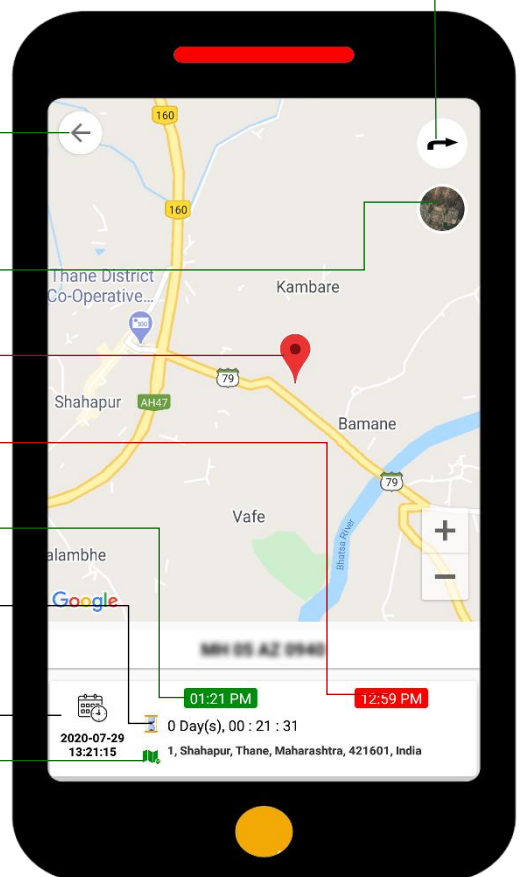 160
160
Thane District
Co-Operative...
Kambare
79
Shahapur
AH47
Bamane
79
Vafe
Bhatsa River
alambhe
+
−
Google
01:21 PM
12:59 PM
0 Day(s), 00 : 21 : 31
2020-07-29
13:21:15
1, Shahapur, Thane, Maharashtra, 421601, India